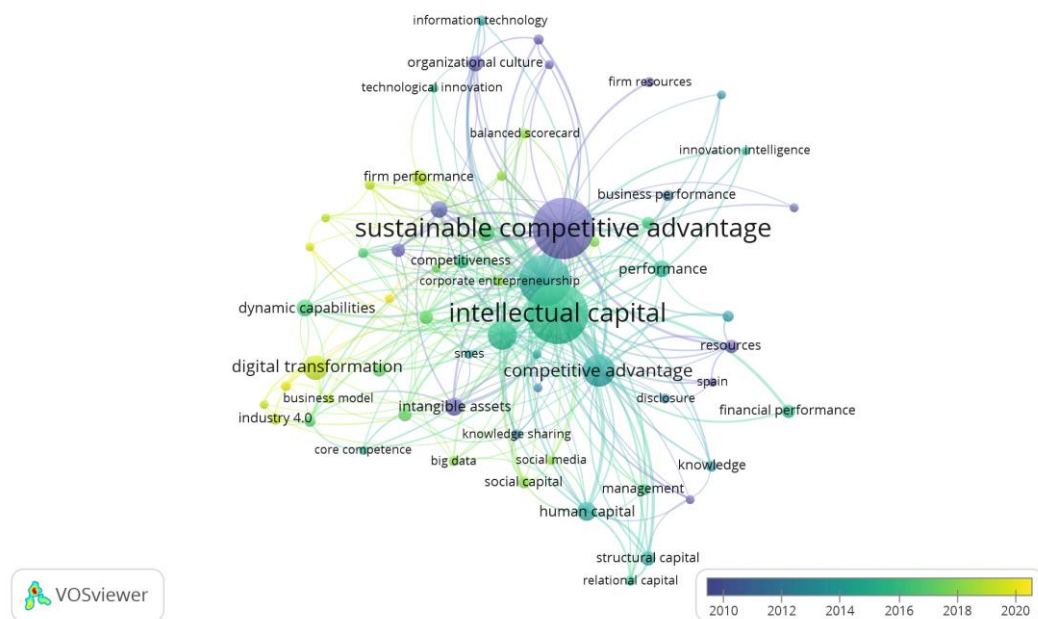 information technology
organizational culture
firm resources
technological innovation
balanced scorecard
innovation intelligence
firm performance
business performance
sustainable competitive advantage
competitiveness
performance
corporate entrepreneurship
dynamic capabilities
intellectual capital
smes
resources
digital transformation
competitive advantage
spain
business model
disclosure
intangible assets
financial performance
industry 4.0
knowledge sharing
core competence
big data
social media
knowledge
social capital
management
human capital
structural capital
relational capital
VOSviewer
2010 2012 2014 2016 2018 2020